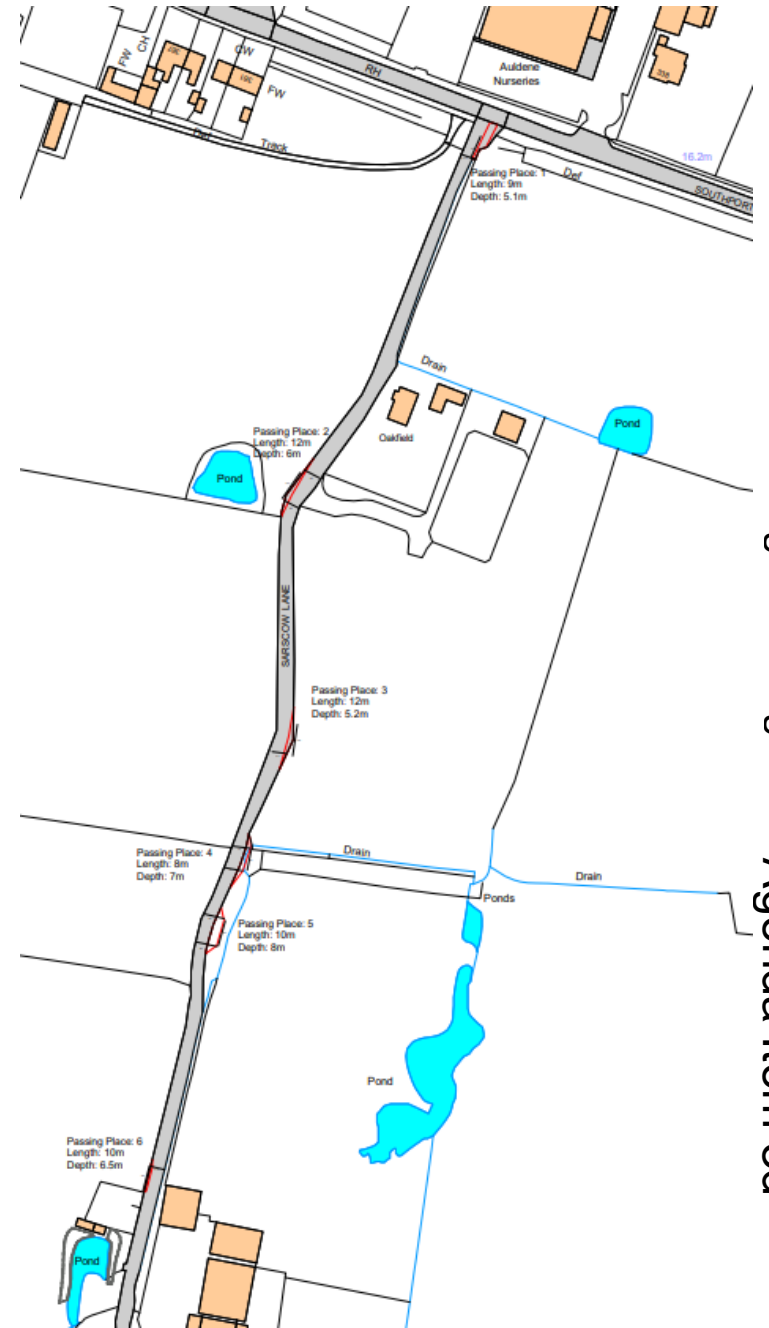 FW
CH
CW
FW
RH
Auldene
Nurseries
16.2m
SOUTHPORT
Def
Track
Def
Passing Place: 1
Length: 9m
Depth: 5.1m
Drain
Oakfield
Pond
Passing Place: 2
Length: 12m
Depth: 6m
Pond
SARSCOW LANE
Passing Place: 3
Length: 12m
Depth: 5.2m
Passing Place: 4
Length: 8m
Depth: 7m
Drain
Drain
Ponds
Passing Place: 5
Length: 10m
Depth: 8m
Pond
Passing Place: 6
Length: 10m
Depth: 6.5m
Pond